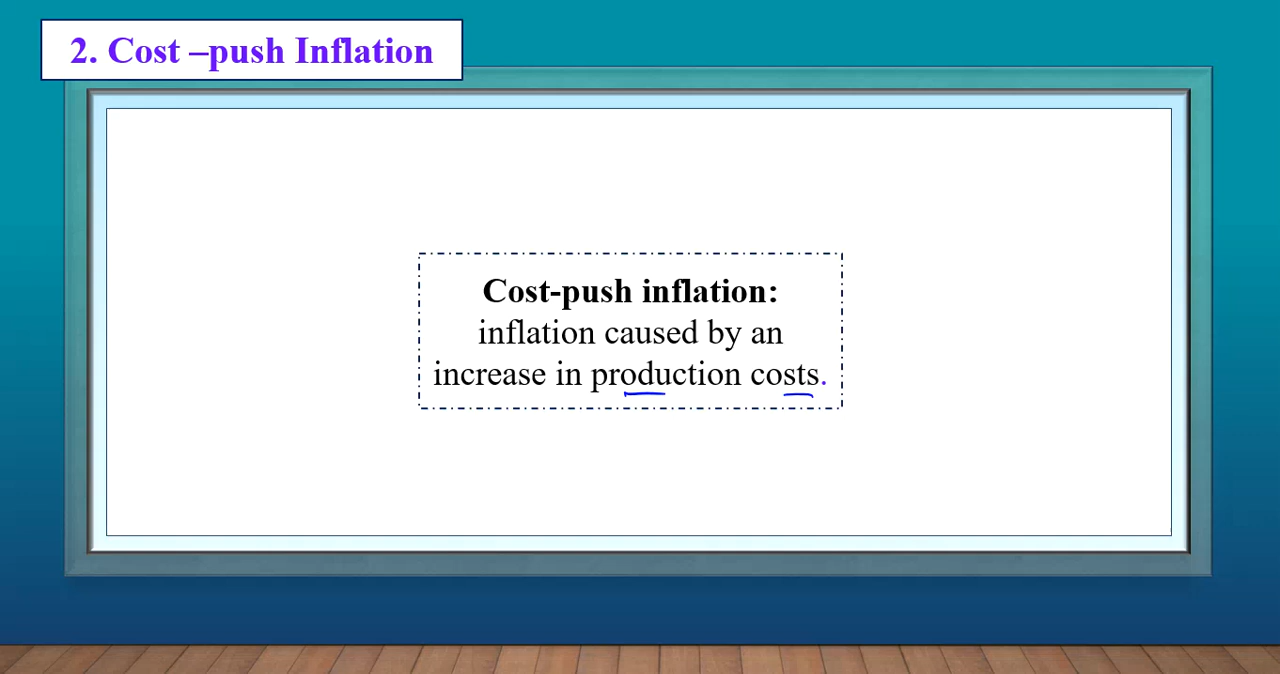 2. Cost –push Inflation
Cost-push inflation:
inflation caused by an
increase in production costs.